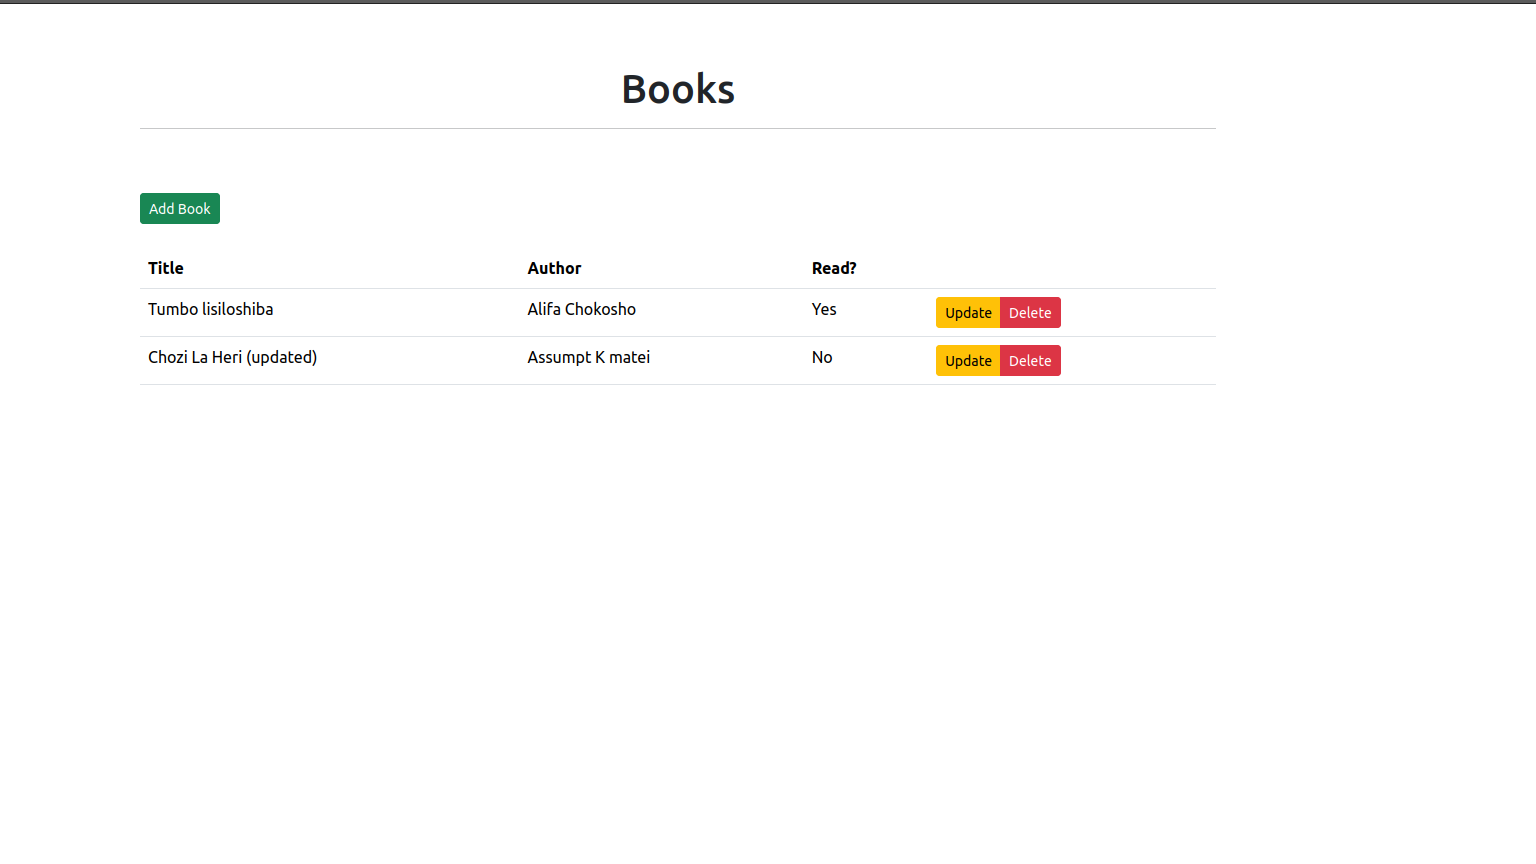 Books
Add Book
Title Author Read?
Tumbo lisiloshiba Alifa Chokosho Yes Update Delete
Chozi La Heri (updated) Assumpt K matei No Update Delete